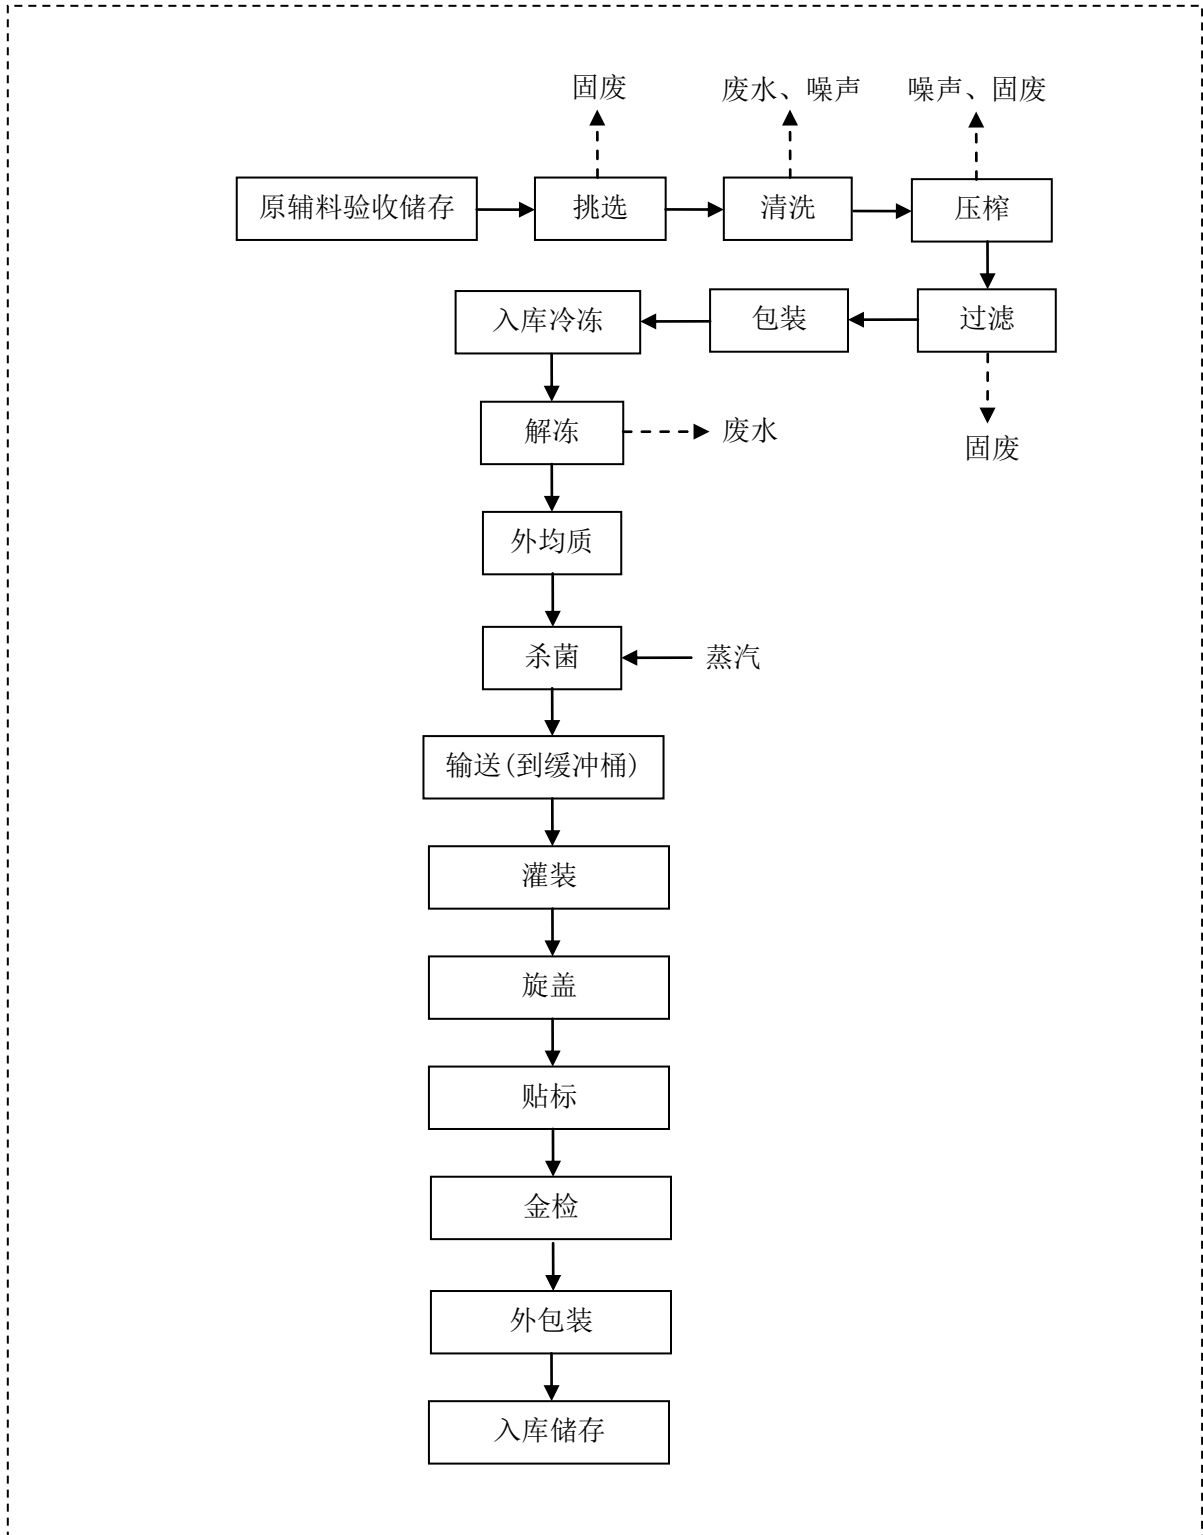 固废
废水、噪声
噪声、固废
原辅料验收储存
挑选
清洗
压榨
入库冷冻
包装
过滤
解冻
废水
固废
外均质
杀菌
蒸汽
输送(到缓冲桶)
灌装
旋盖
贴标
金检
外包装
入库储存